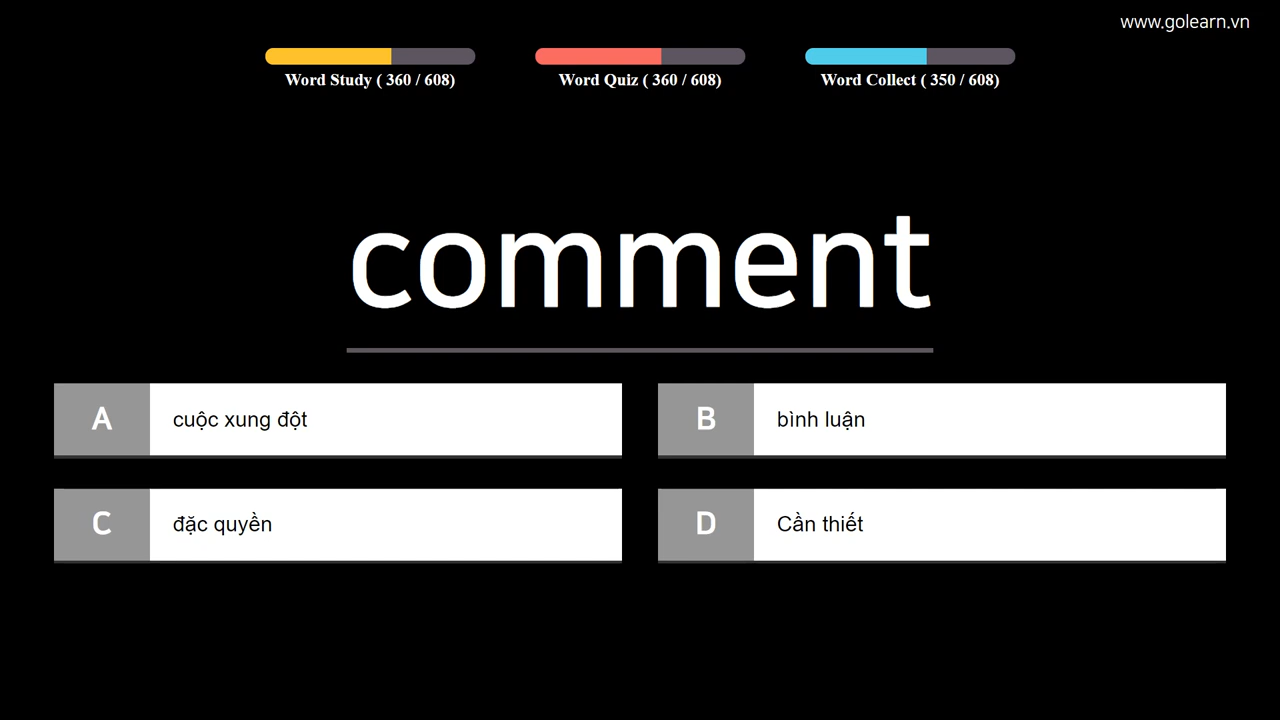 www.golearn.vn
Word Study ( 360 / 608)
Word Quiz ( 360 / 608)
Word Collect ( 350 / 608)
comment
A cuộc xung đột
B bình luận
C đặc quyền
D Cần thiết